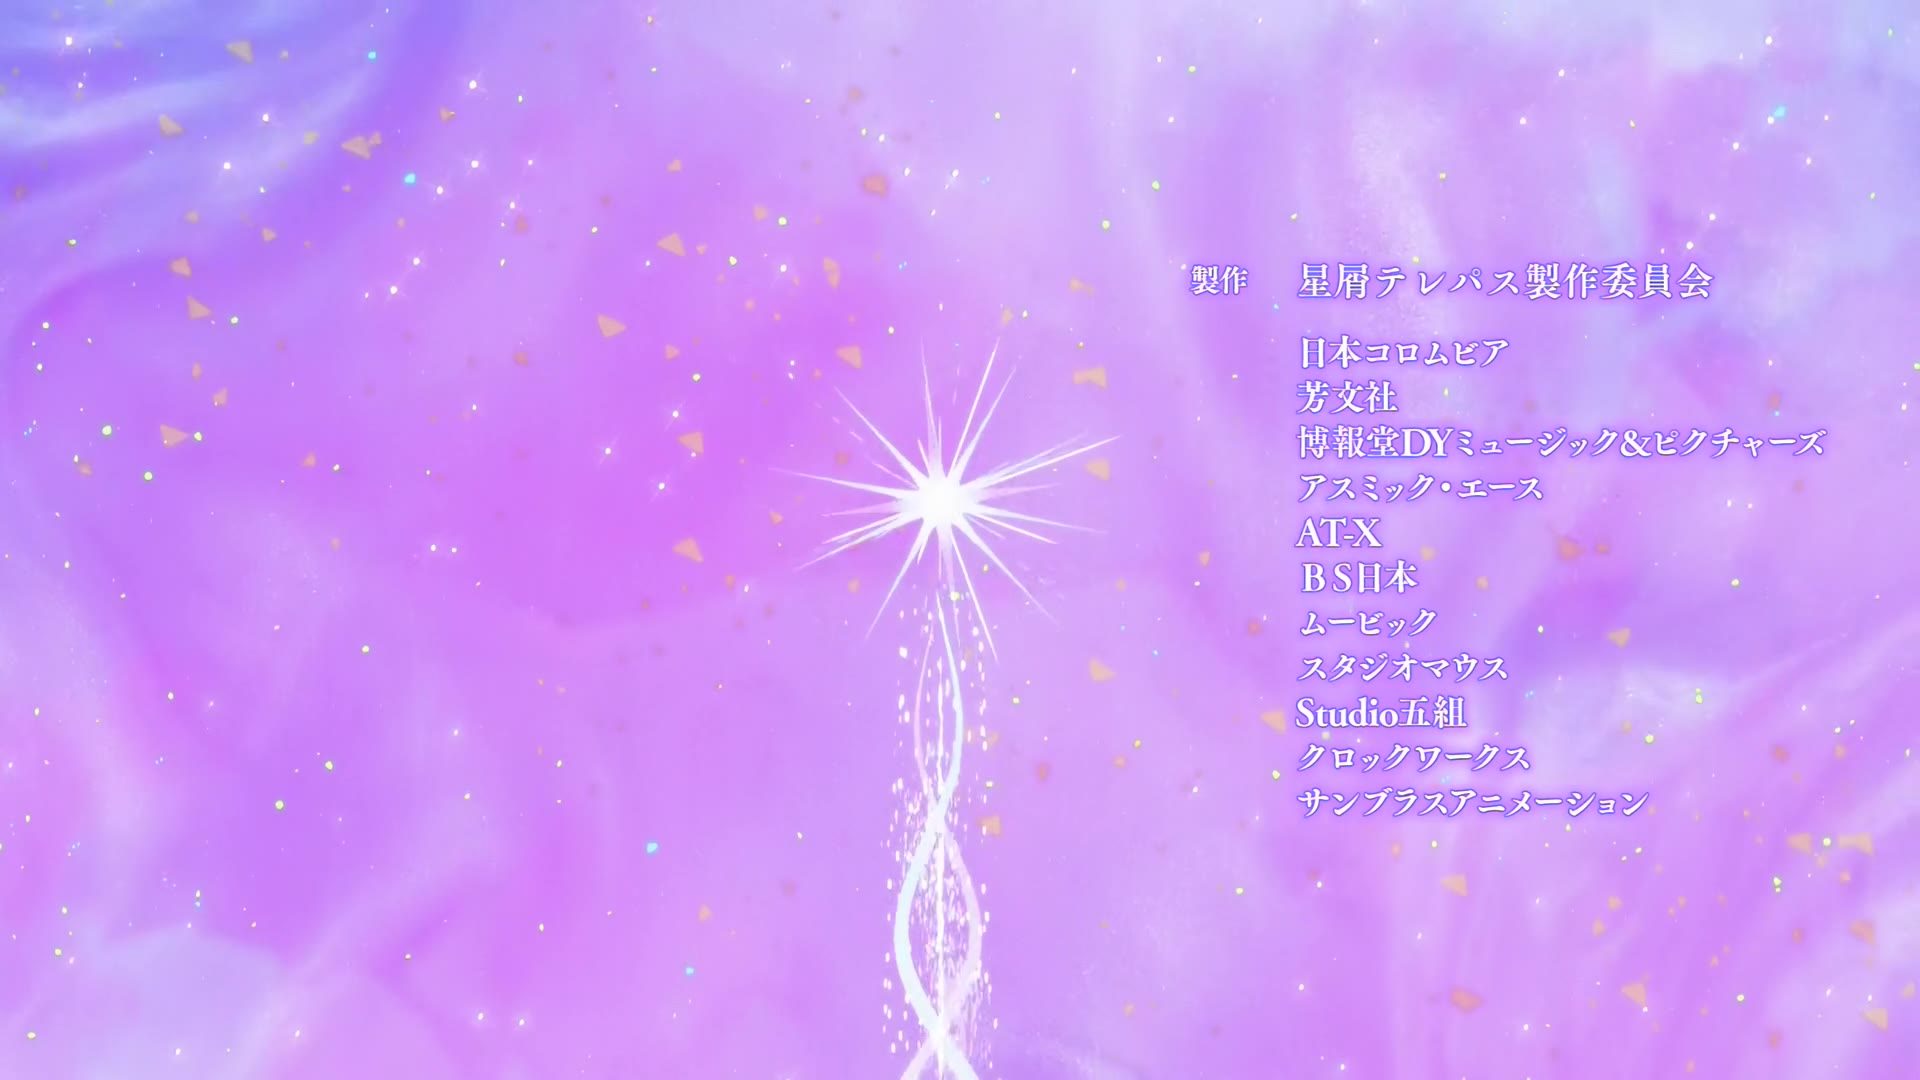 製作 星屑テレパス製作委員会
日本コロムビア
芳文社
博報堂DYミュージック&ピクチャーズ
アスミック・エース
AT-X
BS日本
ムービック
スタジオマウス
Studio五組
クロックワークス
サンブラスアニメーション